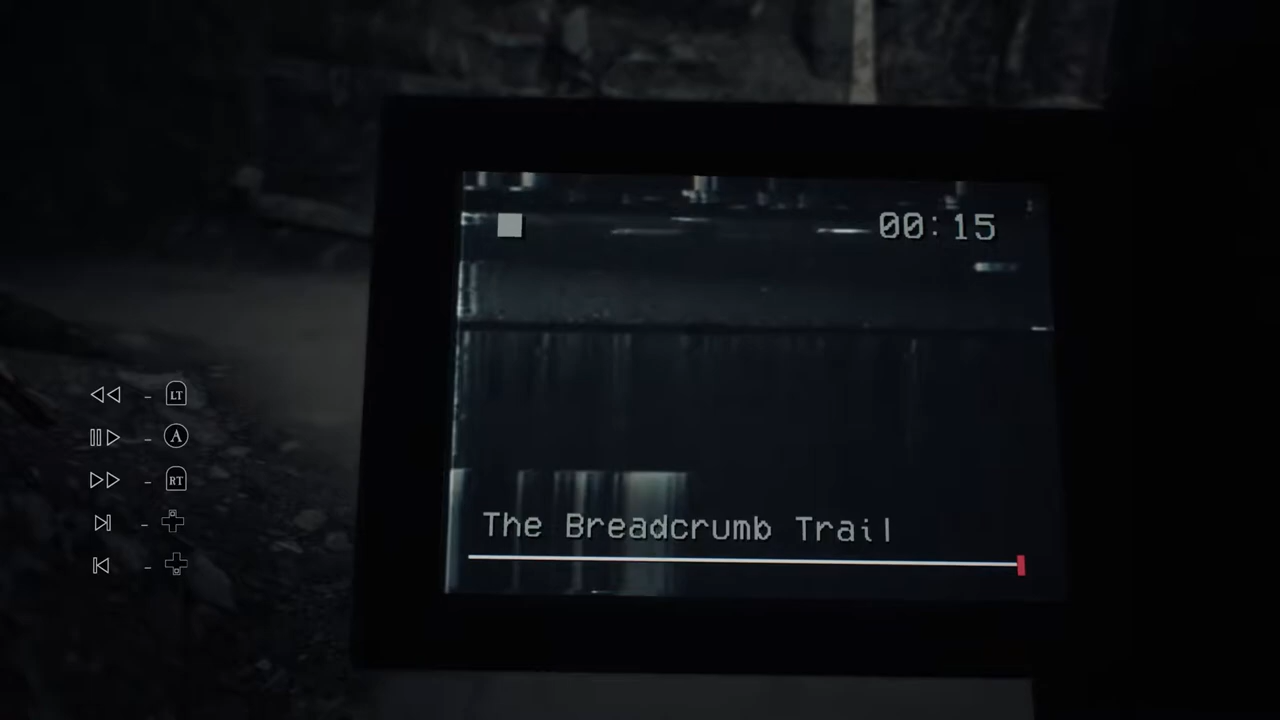 00:15
- LT
- A
- RT
-
-
The Breadcrumb Trail